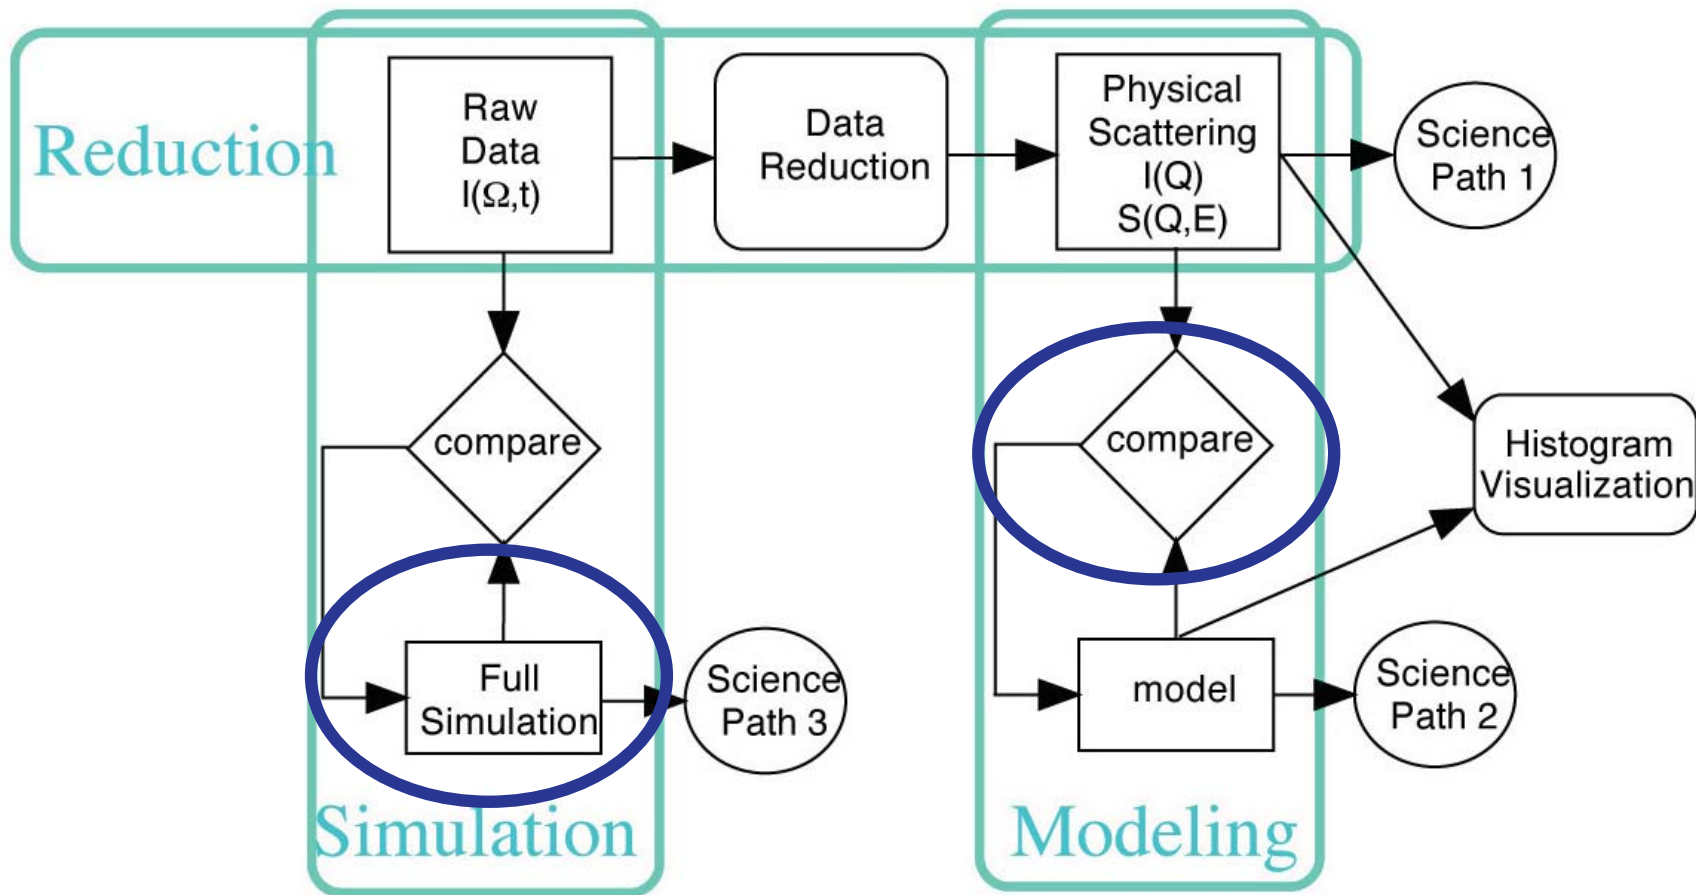 Reduction
Raw
Data
I(Ω,t)
Data
Reduction
Physical
Scattering
I(Q)
S(Q,E)
Science
Path 1
compare
compare
Histogram
Visualization
Full
Simulation
Science
Path 3
model
Science
Path 2
Simulation
Modeling